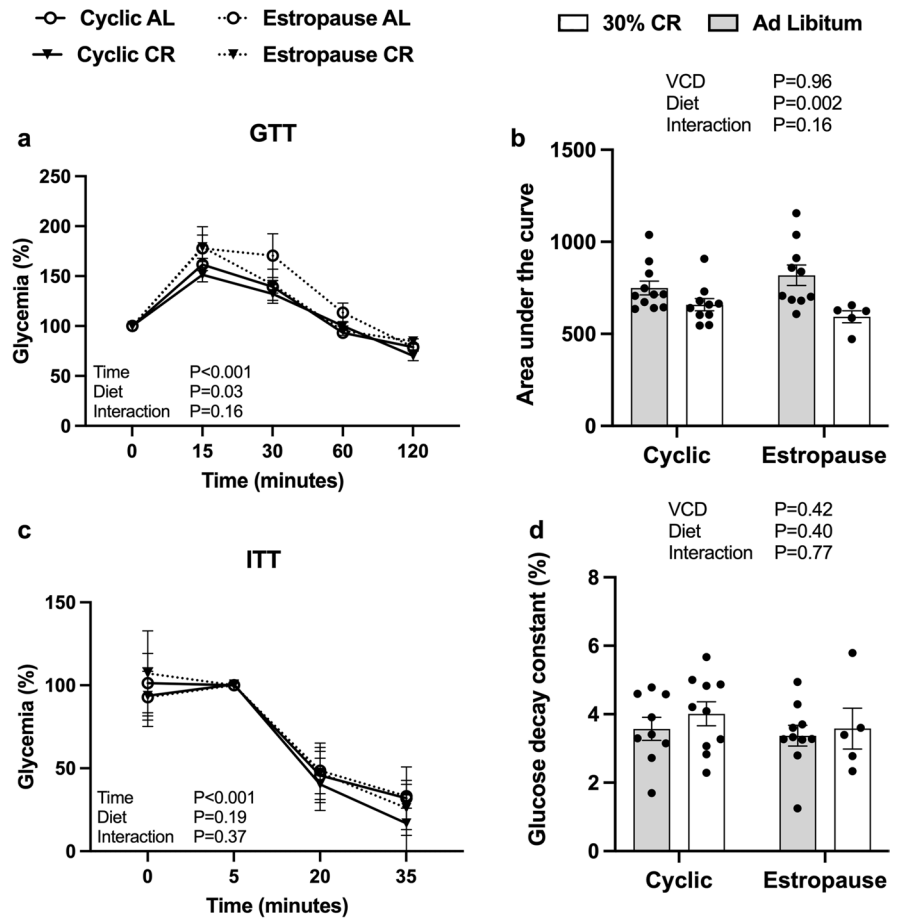 Cyclic AL
Estropause AL
Cyclic CR
Estropause CR
30% CR
Ad Libitum
a
GTT
Glycemia (%)
250
200
150
100
50
0
Time P<0.001
Diet P=0.03
Interaction P=0.16
0 15 30 60 120
Time (minutes)
b
VCD P=0.96
Diet P=0.002
Interaction P=0.16
Area under the curve
1500
1000
500
0
Cyclic Estropause
c
ITT
Glycemia (%)
150
100
50
0
Time P<0.001
Diet P=0.19
Interaction P=0.37
0 5 20 35
Time (minutes)
d
VCD P=0.42
Diet P=0.40
Interaction P=0.77
Glucose decay constant (%)
8
6
4
2
0
Cyclic Estropause